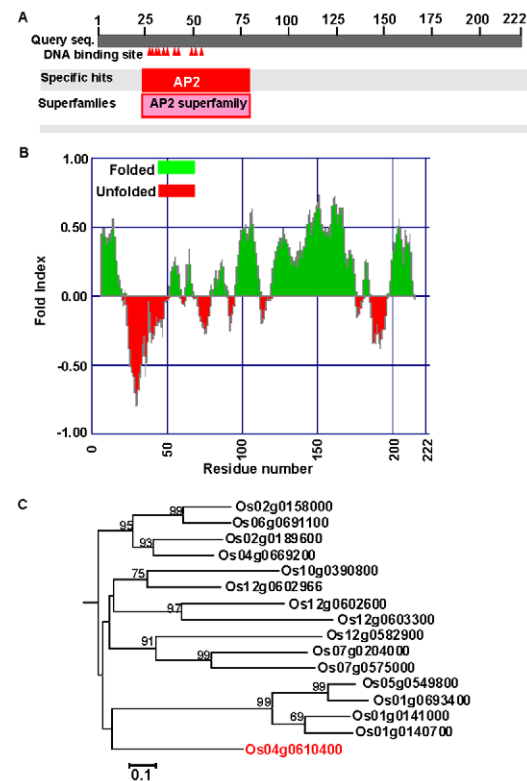 A
1 25 50 75 100 125 150 175 200 222
Query seq.
DNA binding site
Specific hits
AP2
Superfamilies
AP2 superfamily
B
1.00
Folded
Unfolded
0.50
0.00
-0.50
-1.00
Fold Index
0 50 100 150 200 222
Residue number
C
99 Os02g0158000
95 Os06g0691100
Os02g0189600
93 Os04g0669200
75 Os10g0390800
Os12g0602966
97 Os12g0602600
Os12g0603300
91 Os12g0582900
99 Os07g0204000
Os07g0575000
99 Os05g0549800
99 Os01g0693400
69 Os01g0141000
Os01g0140700
Os04g0610400
0.1